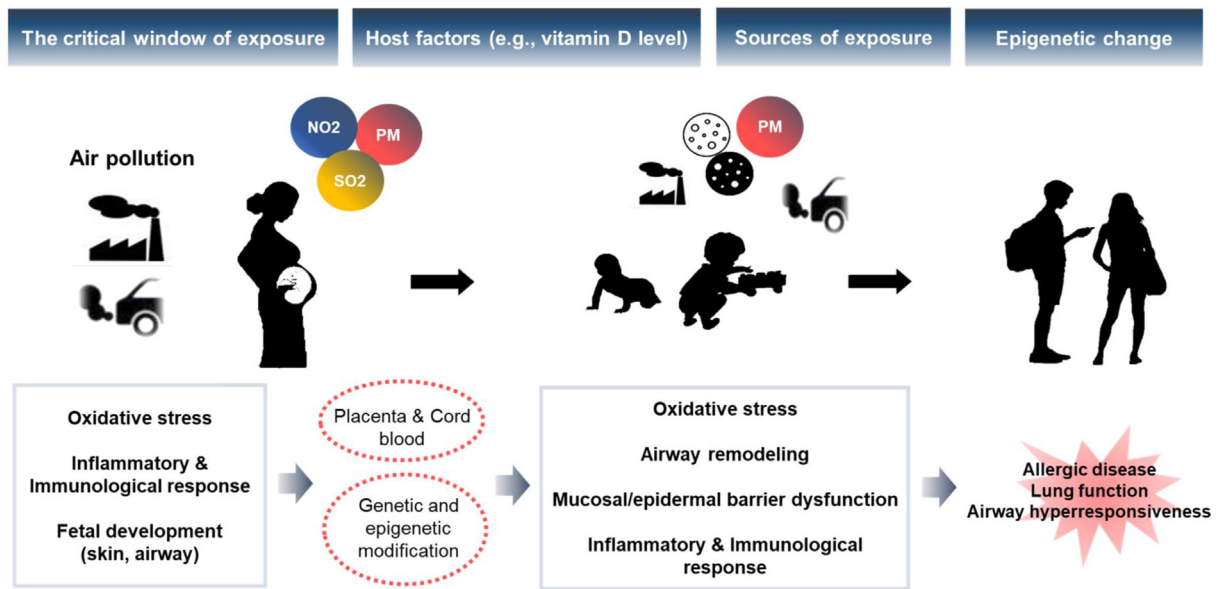 The critical window of exposure
Host factors (e.g., vitamin D level)
Sources of exposure
Epigenetic change
Air pollution
NO2
PM
SO2
PM
Oxidative stress
Inflammatory &
Immunological response
Fetal development
(skin, airway)
Placenta & Cord
blood
Genetic and
epigenetic
modification
Oxidative stress
Airway remodeling
Mucosal/epidermal barrier dysfunction
Inflammatory & Immunological
response
Allergic disease
Lung function
Airway hyperresponsiveness